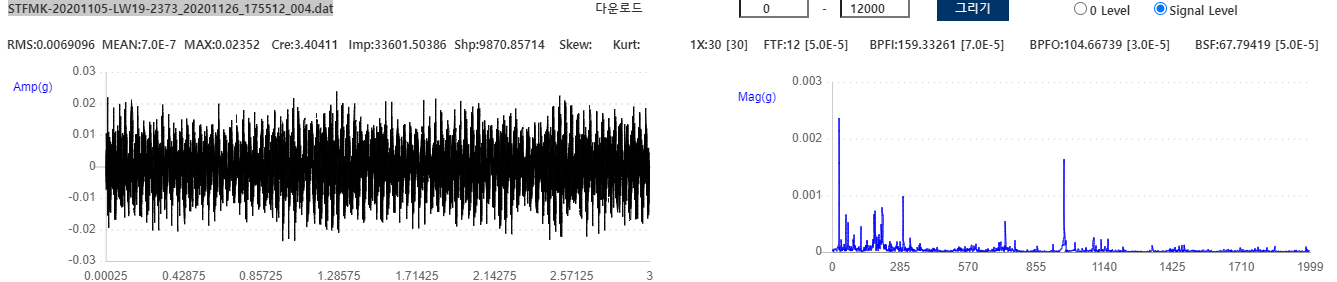 STFMK-20201105-LW19-2373_20201126_175512_004.dat 다운로드
0 - 12000 그리기 0 Level Signal Level
RMS:0.0069096 MEAN:7.0E-7 MAX:0.02352 Cre:3.40411 Imp:33601.50386 Shp:9870.85714 Skew: Kurt:
1X:30 [30] FTF:12 [5.0E-5] BPFI:159.33261 [7.0E-5] BPFO:104.66739 [3.0E-5] BSF:67.79419 [5.0E-5]
Amp(g)
0.03
0.02
0.01
0
-0.01
-0.02
-0.03
0.00025 0.42875 0.85725 1.28575 1.71425 2.14275 2.57125 3
Mag(g)
0.003
0.002
0.001
0
0 285 570 855 1140 1425 1710 1999